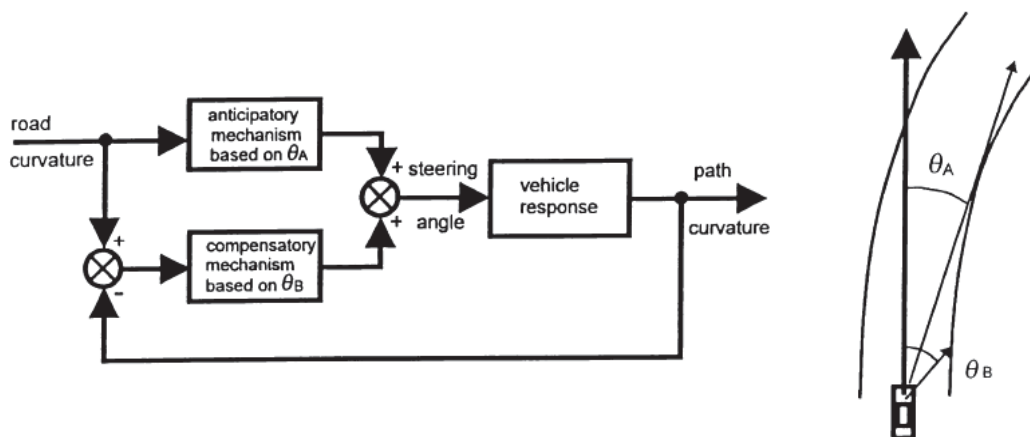 road
curvature
anticipatory
mechanism
based on θA
+ steering
+ angle
vehicle
response
path
curvature
+
-
compensatory
mechanism
based on θB
θA
θB